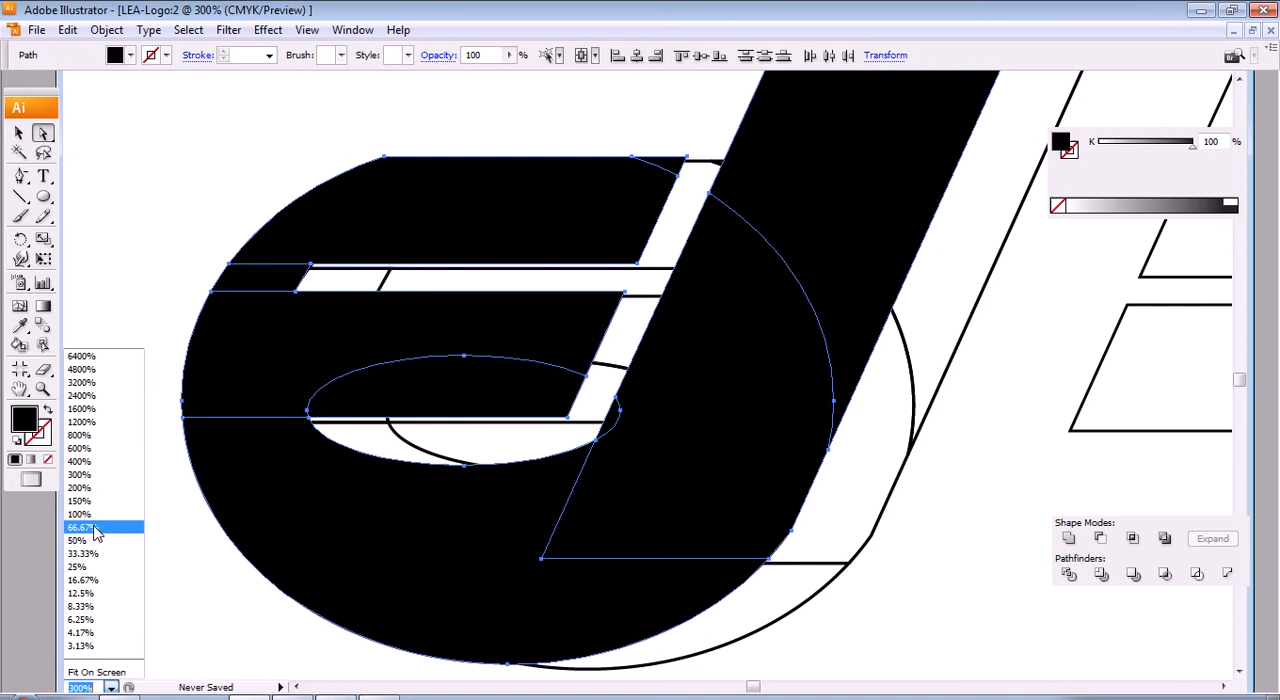 Adobe Illustrator - [LEA-Logo:2 @ 300% (CMYK/Preview) ]
File Edit Object Type Select Filter Effect View Window Help
Path Stroke: Brush: Style: Opacity: 100 % Transform
Ai
K 100 %
6400%
4800%
3200%
2400%
1600%
1200%
800%
600%
400%
300%
200%
150%
100%
66.67%
50%
33.33%
25%
16.67%
12.5%
8.33%
6.25%
4.17%
3.13%
Fit On Screen
Shape Modes:
Expand
Pathfinders:
300% Never Saved